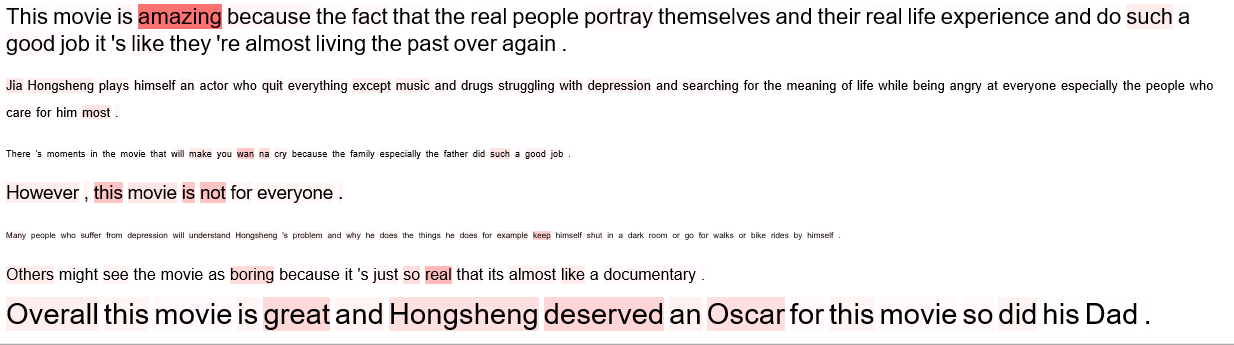 This movie is amazing because the fact that the real people portray themselves and their real life experience and do such a
good job it 's like they 're almost living the past over again .
Jia Hongsheng plays himself an actor who quit everything except music and drugs struggling with depression and searching for the meaning of life while being angry at everyone especially the people who
care for him most .
There 's moments in the movie that will make you wan na cry because the family especially the father did such a good job .
However , this movie is not for everyone .
Many people who suffer from depression will understand Hongsheng 's problem and why he does the things he does for example keep himself shut in a dark room or go for walks or bike rides by himself .
Others might see the movie as boring because it 's just so real that its almost like a documentary .
Overall this movie is great and Hongsheng deserved an Oscar for this movie so did his Dad .